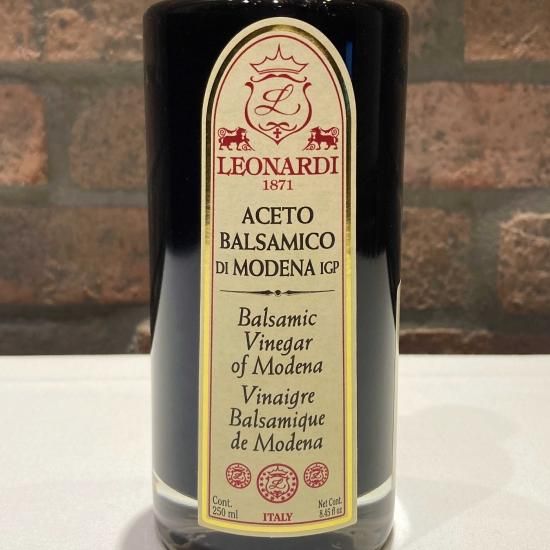 L
LEONARDI
1871
ACETO
BALSAMICO
DI MODENA IGP
Balsamic
Vinegar
of Modena
Vinaigre
Balsamique
de Modena
Cont. Net Cont.
250 ml 8.45 fl oz
ITALY